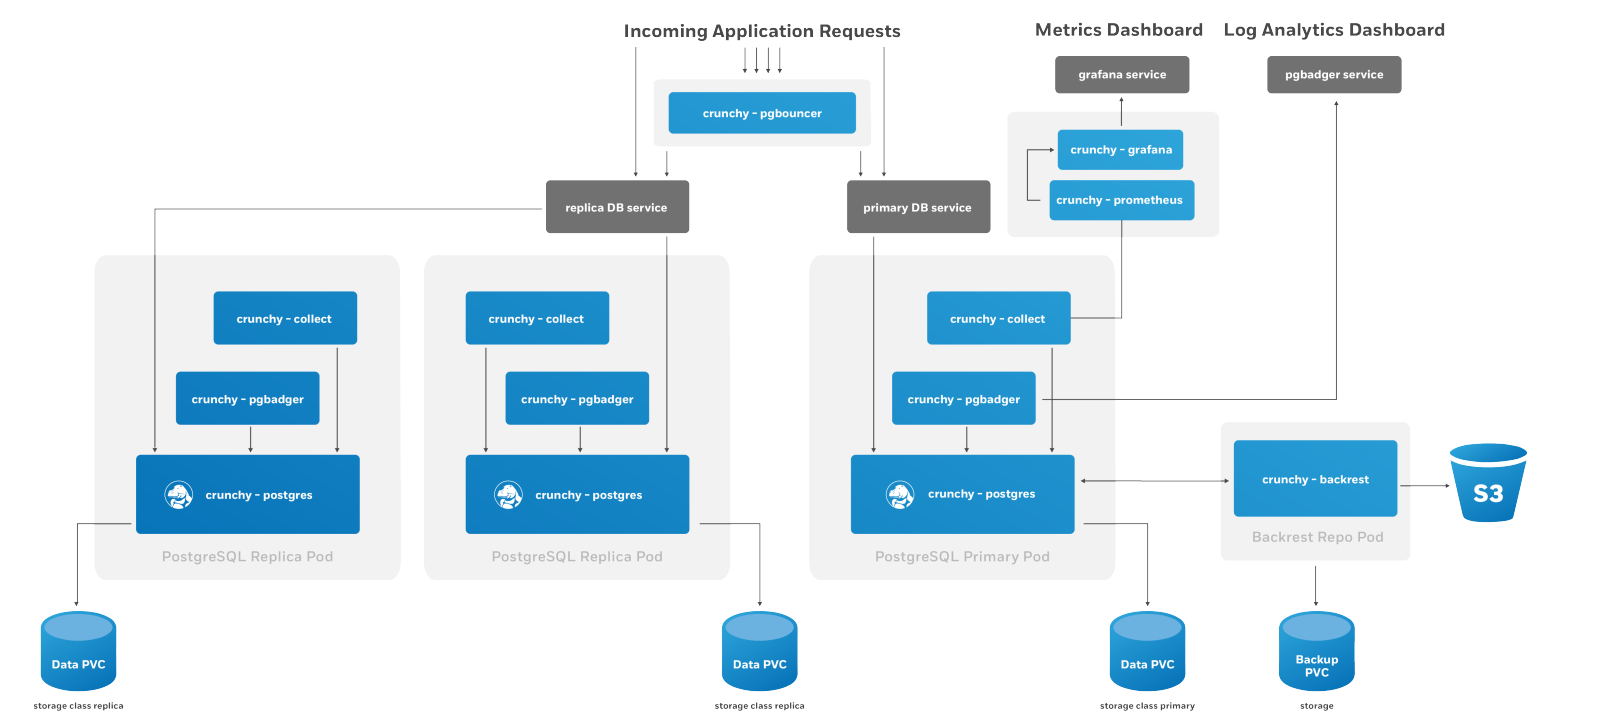 Incoming Application Requests
Metrics Dashboard
Log Analytics Dashboard
grafana service
pgbadger service
crunchy - pgbouncer
crunchy - grafana
crunchy - prometheus
replica DB service
primary DB service
crunchy - collect
crunchy - collect
crunchy - collect
crunchy - pgbadger
crunchy - pgbadger
crunchy - pgbadger
crunchy - postgres
crunchy - postgres
crunchy - postgres
crunchy - backrest
S3
PostgreSQL Replica Pod
PostgreSQL Replica Pod
PostgreSQL Primary Pod
Backrest Repo Pod
Data PVC
Data PVC
Data PVC
Backup
PVC
storage class replica
storage class replica
storage class primary
storage